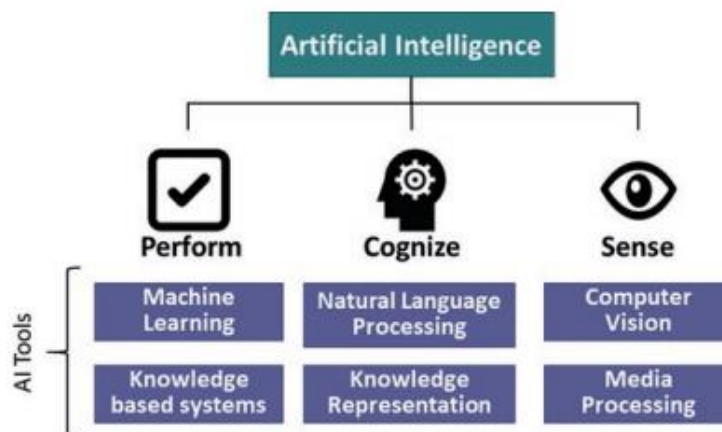 Artificial Intelligence
Perform
Cognize
Sense
AI Tools
Machine
Learning
Natural Language
Processing
Computer
Vision
Knowledge
based systems
Knowledge
Representation
Media
Processing